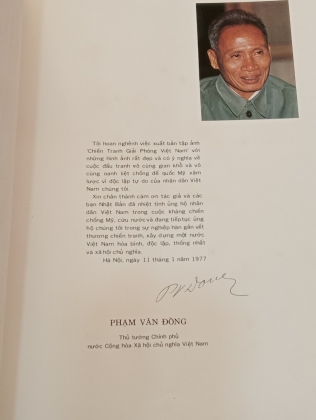 Tôi hoan nghênh việc xuất bản tập ảnh
'Chiến Tranh Giải Phóng Việt Nam' với
những hình ảnh rất đẹp và có ý nghĩa về
cuộc đấu tranh vô cùng gian khổ và vô
cùng oanh kẹt chống đế quốc Mỹ xâm
lược vì độc lập tự do của nhân dân Việt
Nam chúng tôi.
Xin chân thành cảm ơn tác giả và các
bạn Nhật Bản đã nhiệt tình ủng hộ nhân
dân Việt Nam trong cuộc kháng chiến
chống Mỹ, cứu nước và đang tiếp tục ủng
hộ chúng tôi trong sự nghiệp hàn gắn vết
thương chiến tranh, xây dựng một nước
Việt Nam hòa bình, độc lập, thống nhất
và xã hội chủ nghĩa.
Hà Nội, ngày 11 tháng 1 năm 1977
PHẠM VĂN ĐỒNG
Thủ tướng Chính phủ
nước Cộng hòa Xã hội chủ nghĩa Việt Nam